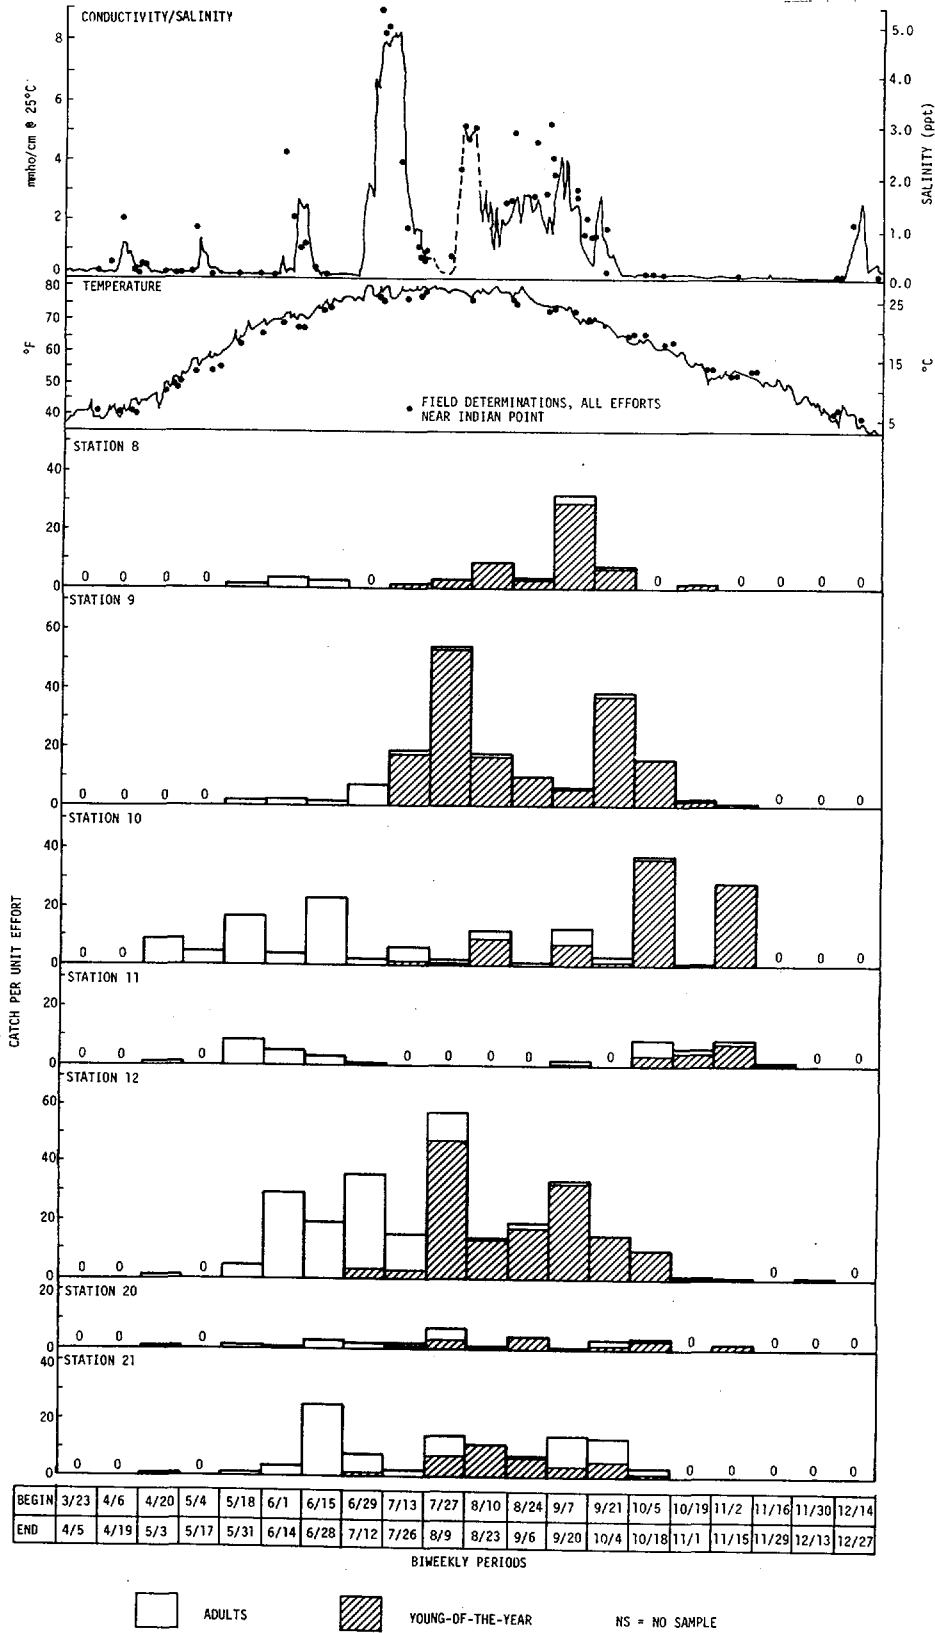 CONDUCTIVITY/SALINITY
8
6
4
2
0
mmho/cm @ 25°C
5.0
4.0
3.0
2.0
1.0
0.0
SALINITY (ppt)
TEMPERATURE
80
70
60
50
40
°F
25
15
5
°C
FIELD DETERMINATIONS, ALL EFFORTS
NEAR INDIAN POINT
STATION 8
40
20
0
0 0 0 0 0 0 0 0 0 0
STATION 9
60
40
20
0
0 0 0 0 0 0 0
STATION 10
40
20
0
0 0 0 0 0
CATCH PER UNIT EFFORT
STATION 11
20
0
0 0 0 0 0 0 0 0 0 0
STATION 12
60
40
20
0
0 0 0 0 0
STATION 20
20
0
0 0 0 0 0 0 0
STATION 21
40
20
0
0 0 0 0 0 0 0 0
BEGIN 3/23 4/6 4/20 5/4 5/18 6/1 6/15 6/29 7/13 7/27 8/10 8/24 9/7 9/21 10/5 10/19 11/2 11/16 11/30 12/14
END 4/5 4/19 5/3 5/17 5/31 6/14 6/28 7/12 7/26 8/9 8/23 9/6 9/20 10/4 10/18 11/1 11/15 11/29 12/13 12/27
BIWEEKLY PERIODS
ADULTS YOUNG-OF-THE-YEAR NS = NO SAMPLE